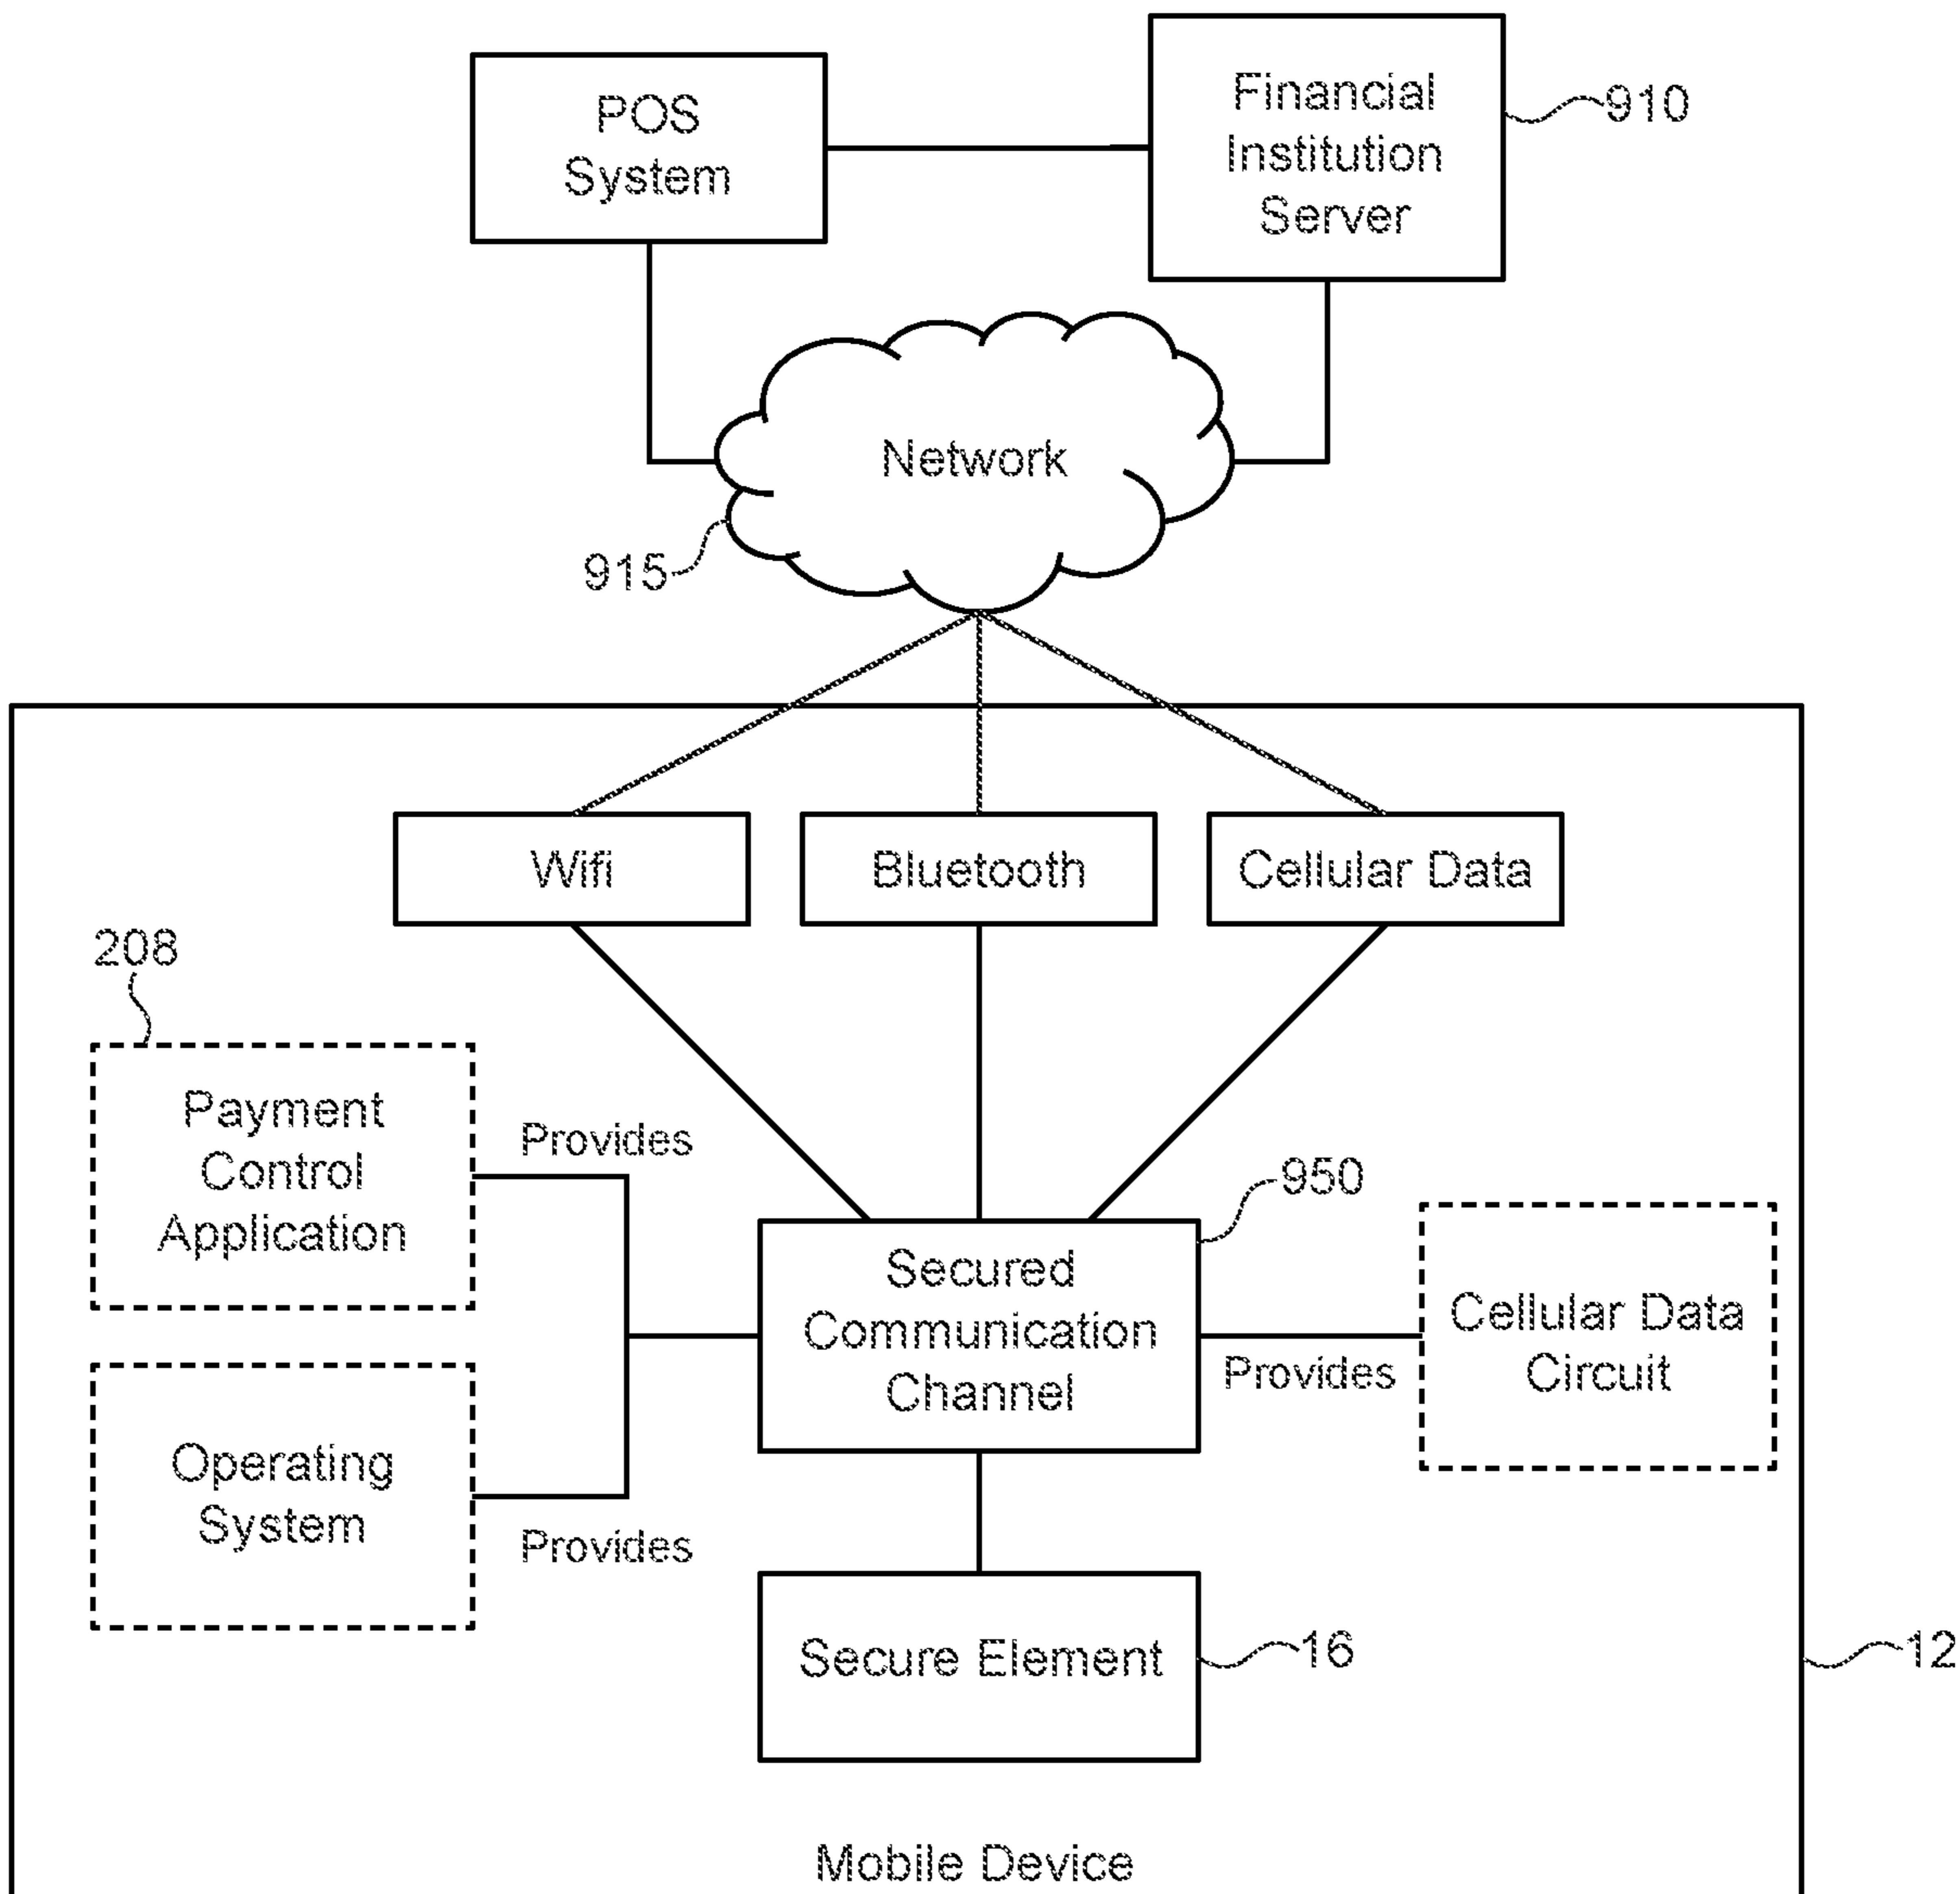 POS
System
Financial
Institution
Server
910
Network
915
Wifi
Bluetooth
Cellular Data
208
Payment
Control
Application
Provides
950
Secured
Communication
Channel
Provides
Cellular Data
Circuit
Operating
System
Provides
Secure Element
16
12
Mobile Device